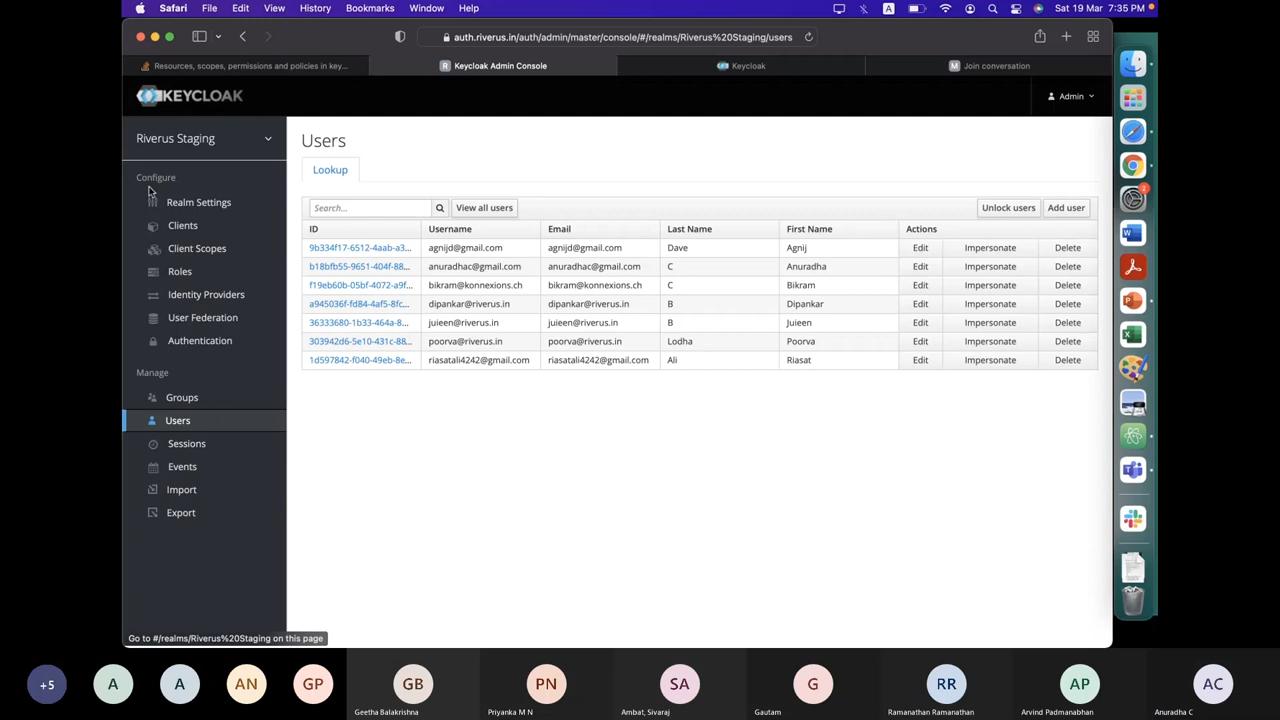 Safari File Edit View History Bookmarks Window Help A Sat 19 Mar 7:35 PM
auth.riverus.in/auth/admin/master/console/#/realms/Riverus%20Staging/users
Resources, scopes, permissions and policies in key... R Keycloak Admin Console Keycloak M Join conversation
KEYCLOAK Admin
Riverus Staging
Users
Configure
Lookup
Realm Settings
Search... View all users Unlock users Add user
Clients
ID Username Email Last Name First Name Actions
Client Scopes
9b334f17-6512-4aab-a3... agnijd@gmail.com agnijd@gmail.com Dave Agnij Edit Impersonate Delete
b18bfb55-9651-404f-88... anuradhac@gmail.com anuradhac@gmail.com C Anuradha Edit Impersonate Delete
Roles
f19eb60b-05bf-4072-a9f... bikram@konnexions.ch bikram@konnexions.ch C Bikram Edit Impersonate Delete
Identity Providers
a945036f-fd84-4af5-8fc... dipankar@riverus.in dipankar@riverus.in B Dipankar Edit Impersonate Delete
User Federation
36333680-1b33-464a-8... juieen@riverus.in juieen@riverus.in B Juieen Edit Impersonate Delete
Authentication
303942d6-5e10-431c-88... poorva@riverus.in poorva@riverus.in Lodha Poorva Edit Impersonate Delete
1d597842-f040-49eb-8e... riasatali4242@gmail.com riasatali4242@gmail.com Ali Riasat Edit Impersonate Delete
Manage
Groups
Users
Sessions
Events
Import
Export
2
Go to #/realms/Riverus%20Staging on this page
+5 A A AN GP GB PN SA G RR AP AC
Geetha Balakrishna Priyanka M N Ambat, Sivaraj Gautam Ramanathan Ramanathan Arvind Padmanabhan Anuradha C